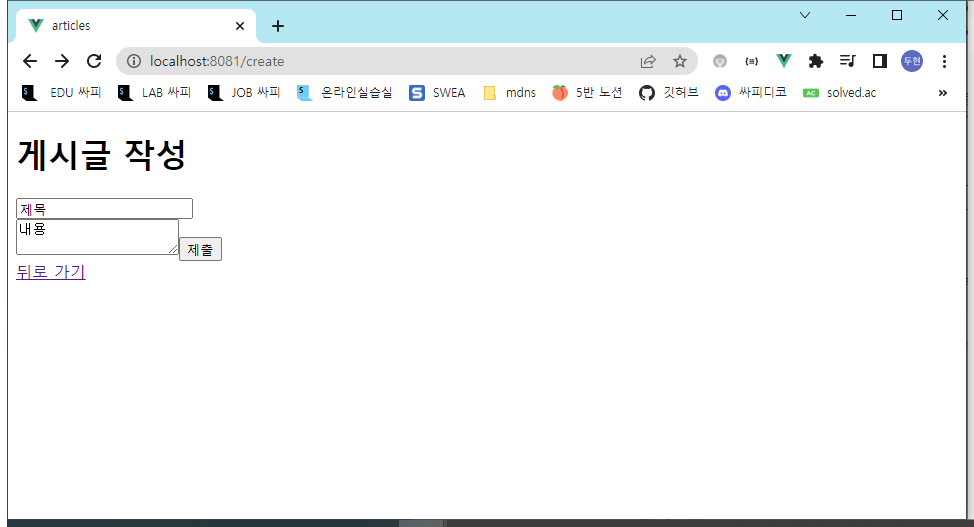 articles
localhost:8081/create
두현
EDU 싸피 LAB 싸피 JOB 싸피 온라인실습실 S SWEA mdns 5반 노션 깃허브 싸피디코 AC solved.ac »
게시글 작성
제목
내용
제출
뒤로 가기